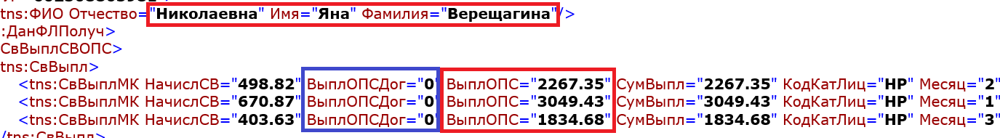 tns:ФИО Отчество="Николаевна" Имя="Яна" Фамилия="Верещагина"/>
:ДанФЛПолуч>
СвВыплСВОПС>
tns:СвВыпл>
<tns:СвВыплМК НачислСВ="498.82" ВыплОПСДог="0" ВыплОПС="2267.35" СумВыпл="2267.35" КодКатЛиц="НР" Месяц="2"
<tns:СвВыплМК НачислСВ="670.87" ВыплОПСДог="0" ВыплОПС="3049.43" СумВыпл="3049.43" КодКатЛиц="НР" Месяц="1"
<tns:СвВыплМК НачислСВ="403.63" ВыплОПСДог="0" ВыплОПС="1834.68" СумВыпл="1834.68" КодКатЛиц="НР" Месяц="3"
/tns:СвВыпл>